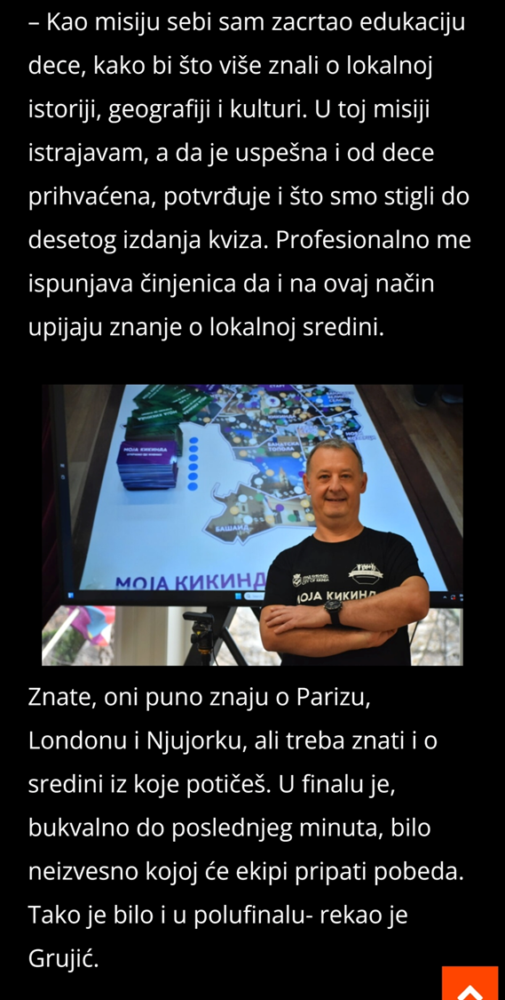 – Kao misiju sebi sam zacrtao edukaciju
dece, kako bi što više znali o lokalnoj
istoriji, geografiji i kulturi. U toj misiji
istrajavam, a da je uspešna i od dece
prihvaćena, potvrđuje i što smo stigli do
desetog izdanja kviza. Profesionalno me
ispunjava činjenica da i na ovaj način
upijaju znanje o lokalnoj sredini.
БАНАТСКА
ТОПОЛА
МОЈА КИКИНДА
БАШАИД
МОЈА КИКИНД
ОЈА КИКИНД
Znate, oni puno znaju o Parizu,
Londonu i Njujorku, ali treba znati i o
sredini iz koje potičeš. U finalu je,
bukvalno do poslednjeg minuta, bilo
neizvesno kojoj će ekipi pripati pobeda.
Tako je bilo i u polufinalu- rekao je
Grujić.